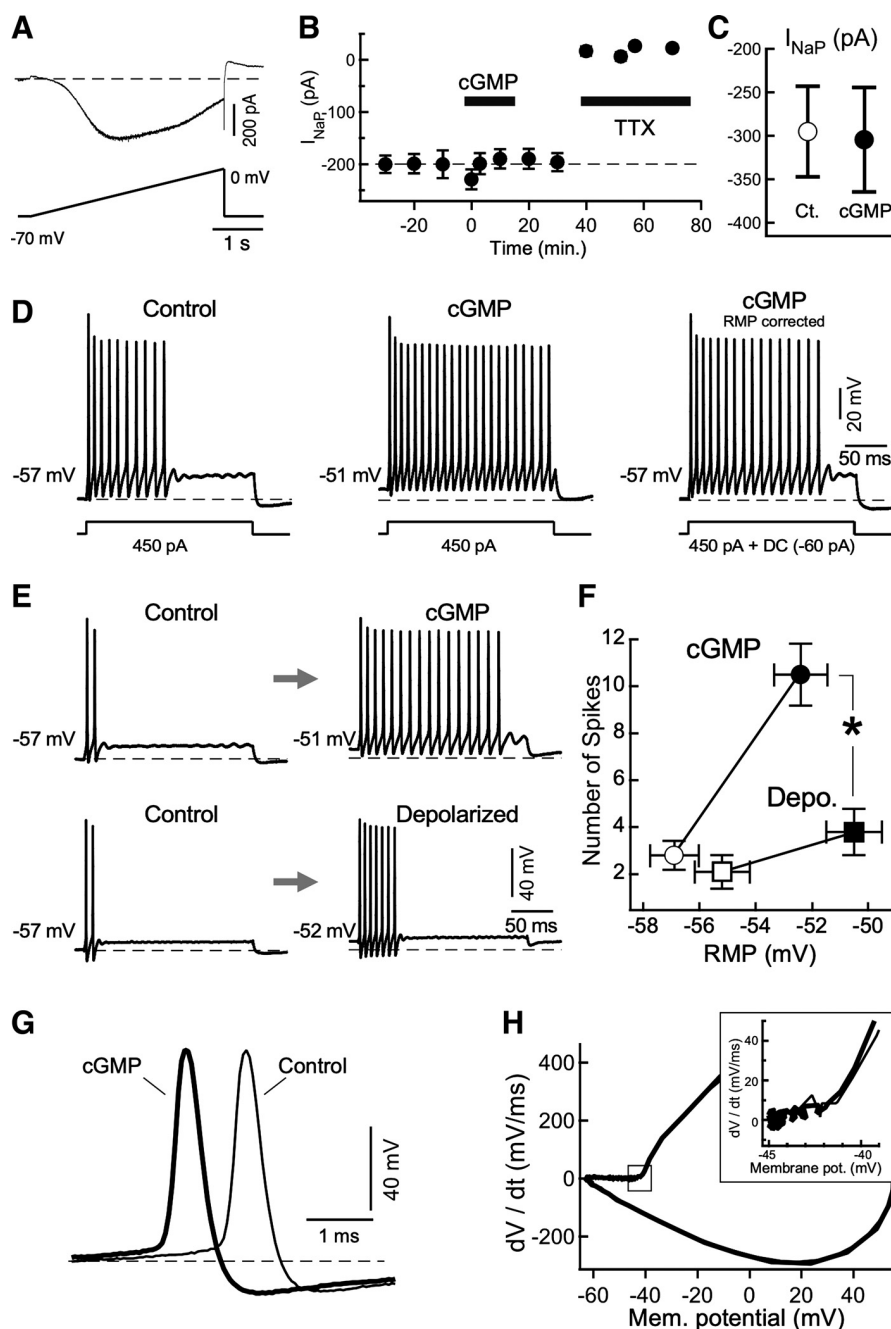 A
200 pA
0 mV
-70 mV
1 s
B
I_NaP (pA)
0
-100
-200
cGMP
TTX
-20
0
20
40
60
80
Time (min.)
C
I_NaP (pA)
-200
-250
-300
-350
-400
Ct.
cGMP
D
Control
-57 mV
450 pA
cGMP
-51 mV
450 pA
cGMP
RMP corrected
-57 mV
20 mV
50 ms
450 pA + DC (-60 pA)
E
Control
-57 mV
cGMP
-51 mV
Control
-57 mV
Depolarized
-52 mV
40 mV
50 ms
F
Number of Spikes
12
10
8
6
4
2
cGMP
*
Depo.
-58
-56
-54
-52
-50
RMP (mV)
G
cGMP
Control
40 mV
1 ms
H
dV / dt (mV/ms)
400
200
0
-200
-60
-40
-20
0
20
40
Mem. potential (mV)
dV / dt (mV/ms)
40
20
0
-45
-40
Membrane pot. (mV)